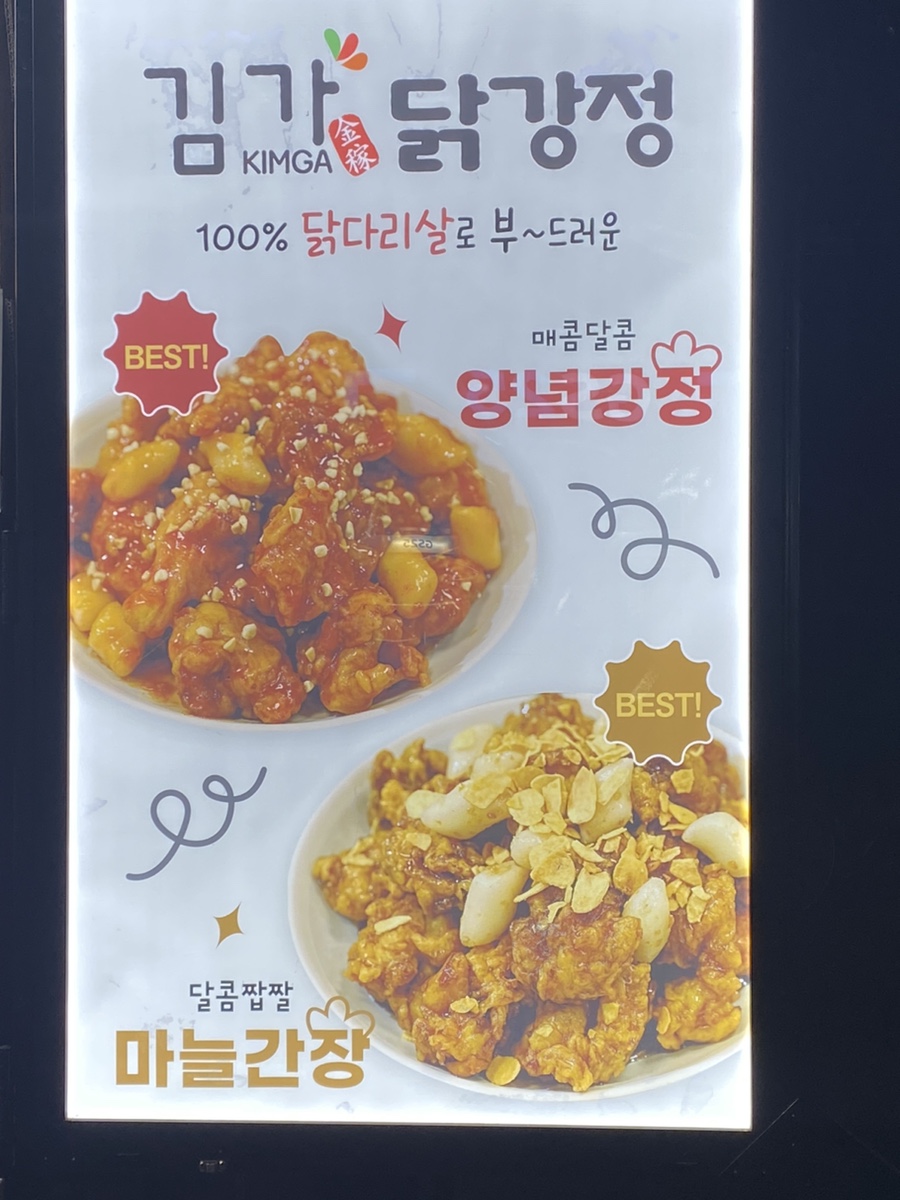 김가 닭강정
KIMGA
金稼
100% 닭다리살로 부~드러운
BEST!
매콤달콤
양념강정
BEST!
달콤짭짤
마늘간장